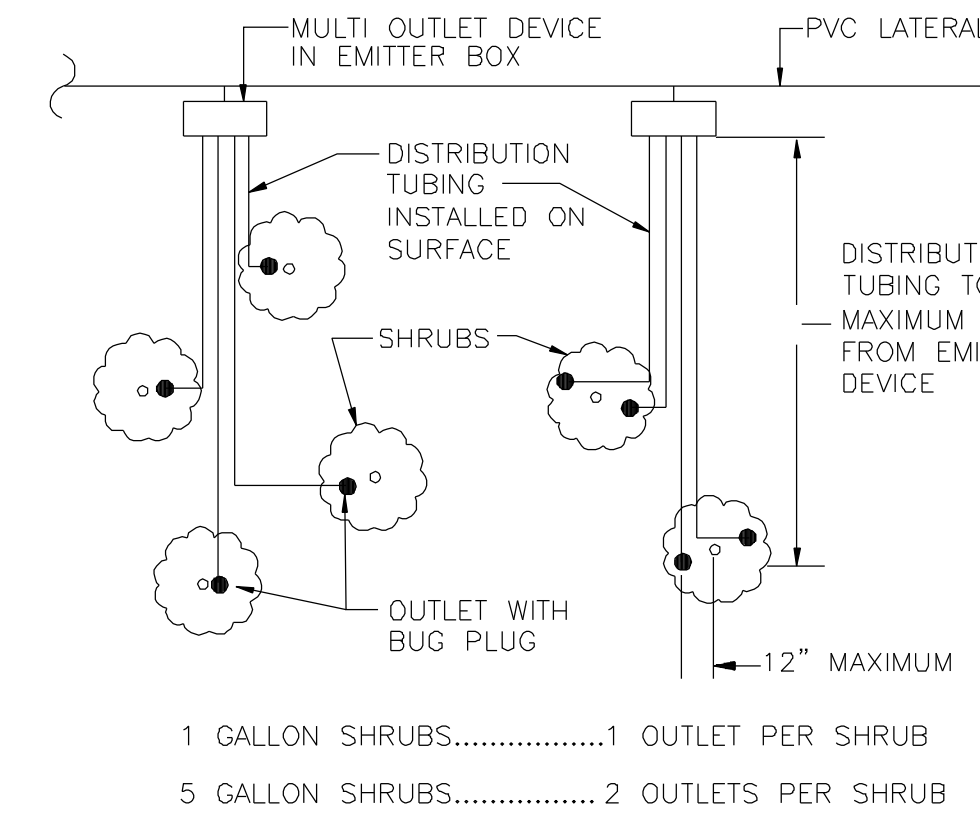 MULTI OUTLET DEVICE
IN EMITTER BOX
PVC LATERAL
DISTRIBUTION
TUBING
INSTALLED ON
SURFACE
DISTRIBUT
TUBING TO
MAXIMUM
FROM EMI
DEVICE
SHRUBS
OUTLET WITH
BUG PLUG
12" MAXIMUM
1 GALLON SHRUBS.................1 OUTLET PER SHRUB
5 GALLON SHRUBS................ 2 OUTLETS PER SHRUB